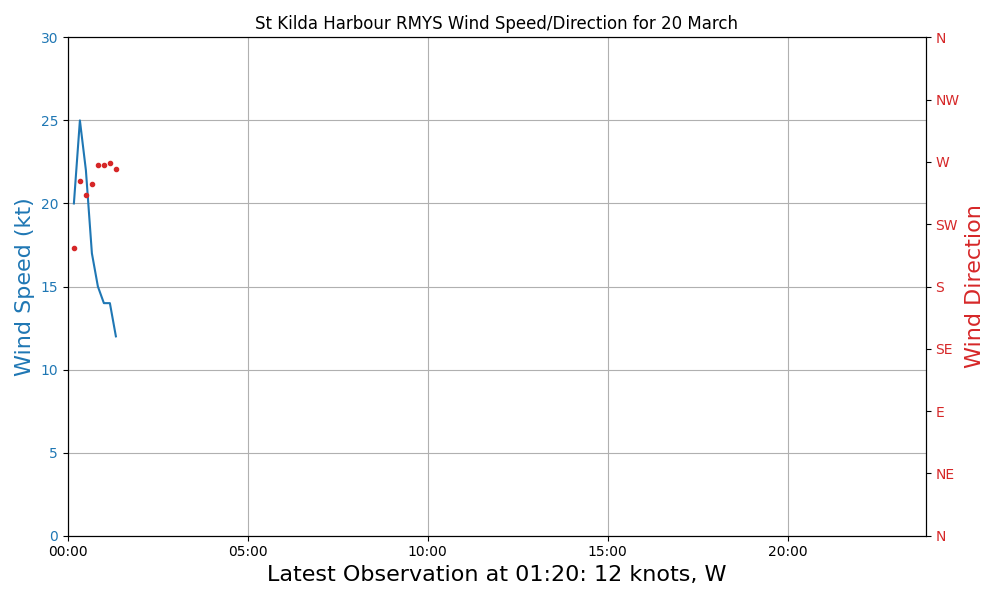 St Kilda Harbour RMYS Wind Speed/Direction for 20 March
Wind Speed (kt)
30
25
20
15
10
5
0
00:00 05:00 10:00 15:00 20:00
N
NW
W
SW
S
SE
E
NE
N
Wind Direction
Latest Observation at 01:20: 12 knots, W